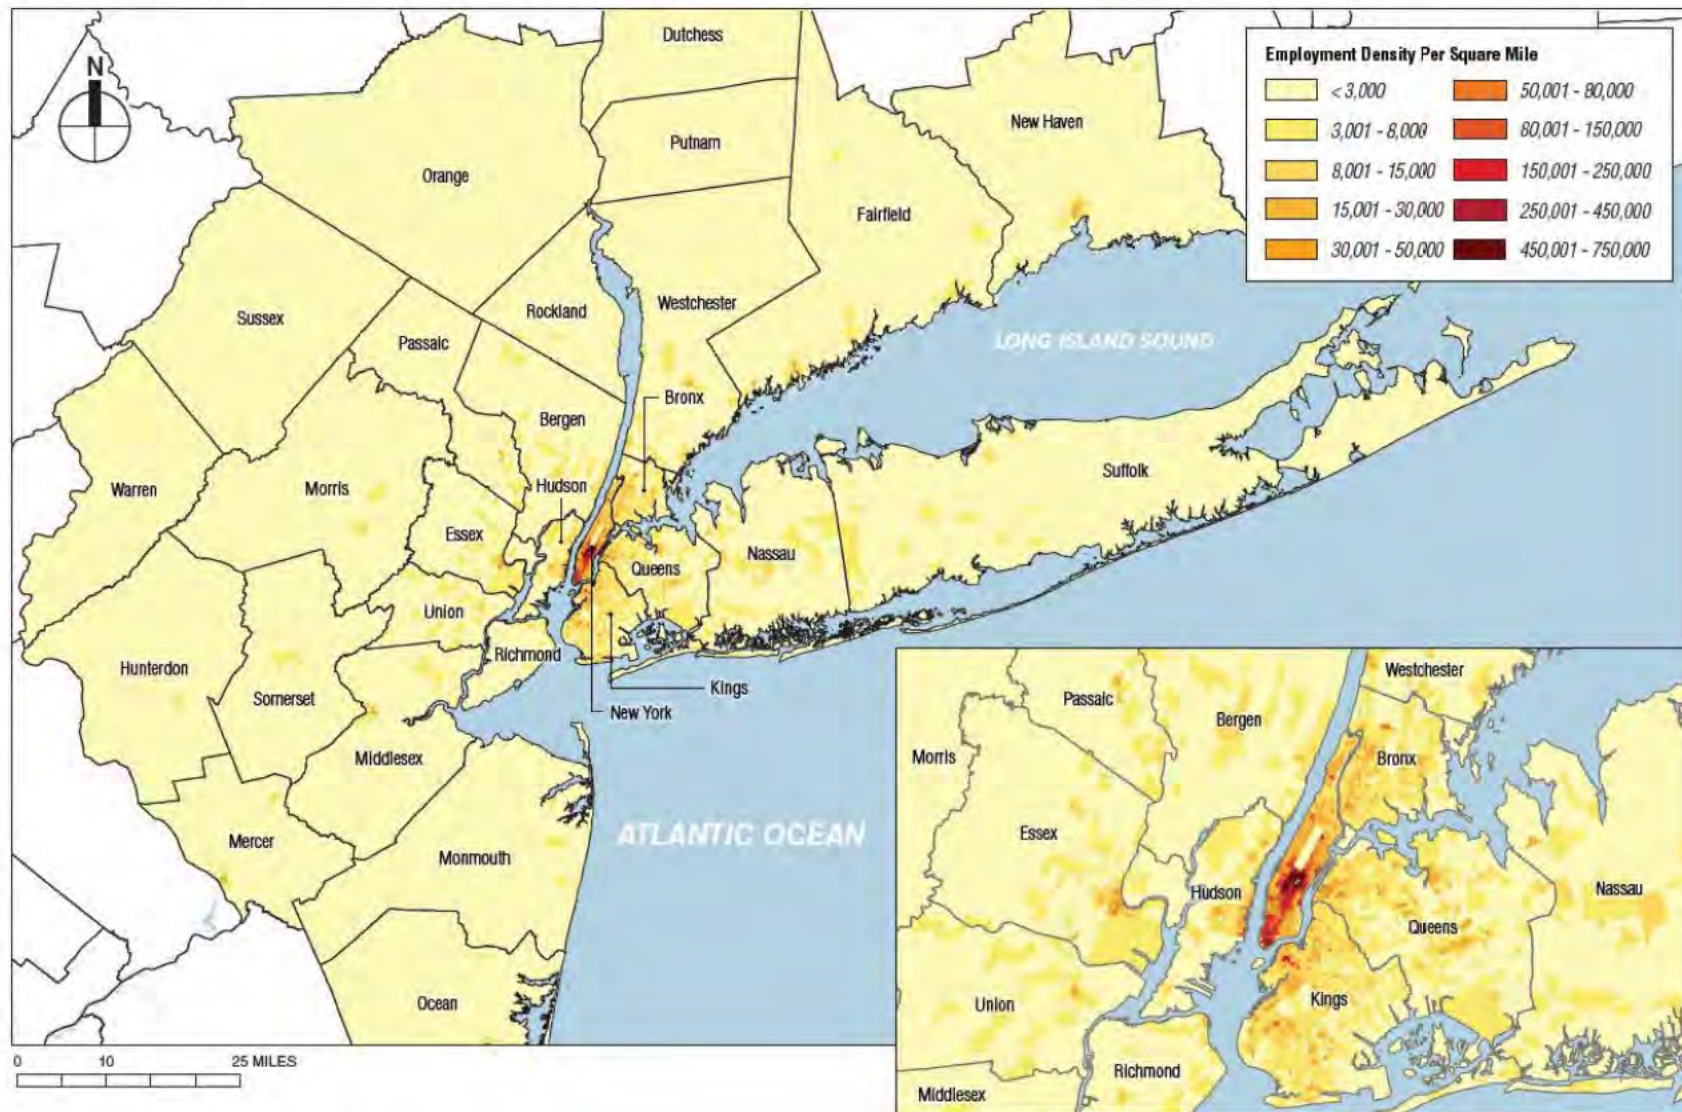 Dutchess
N
Employment Density Per Square Mile
< 3,000
3,001 - 8,000
8,001 - 15,000
15,001 - 30,000
30,001 - 50,000
50,001 - 80,000
80,001 - 150,000
150,001 - 250,000
250,001 - 450,000
450,001 - 750,000
New Haven
Putnam
Orange
Fairfield
Westchester
Rockland
Sussex
LONG ISLAND SOUND
Passaic
Bronx
Bergen
Suffolk
Warren
Morris
Hudson
Essex
Nassau
Queens
Union
Richmond
Hunterdon
Somerset
Kings
New York
Middlesex
ATLANTIC OCEAN
Mercer
Monmouth
Ocean
0 10 25 MILES
Westchester
Passaic
Bergen
Morris
Bronx
Essex
Hudson
Nassau
Queens
Union
Kings
Richmond
Middlesex